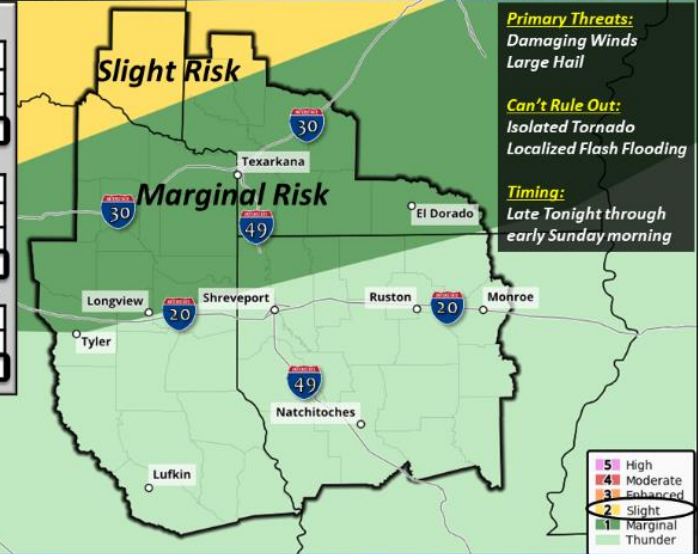 Slight Risk
Marginal Risk
Primary Threats:
Damaging Winds
Large Hail
Can't Rule Out:
Isolated Tornado
Localized Flash Flooding
Timing:
Late Tonight through
early Sunday morning
30
Texarkana
30
49
El Dorado
Longview
20
Shreveport
Ruston
20
Monroe
Tyler
49
Natchitoches
Lufkin
5 High
4 Moderate
3 Enhanced
2 Slight
1 Marginal
Thunder